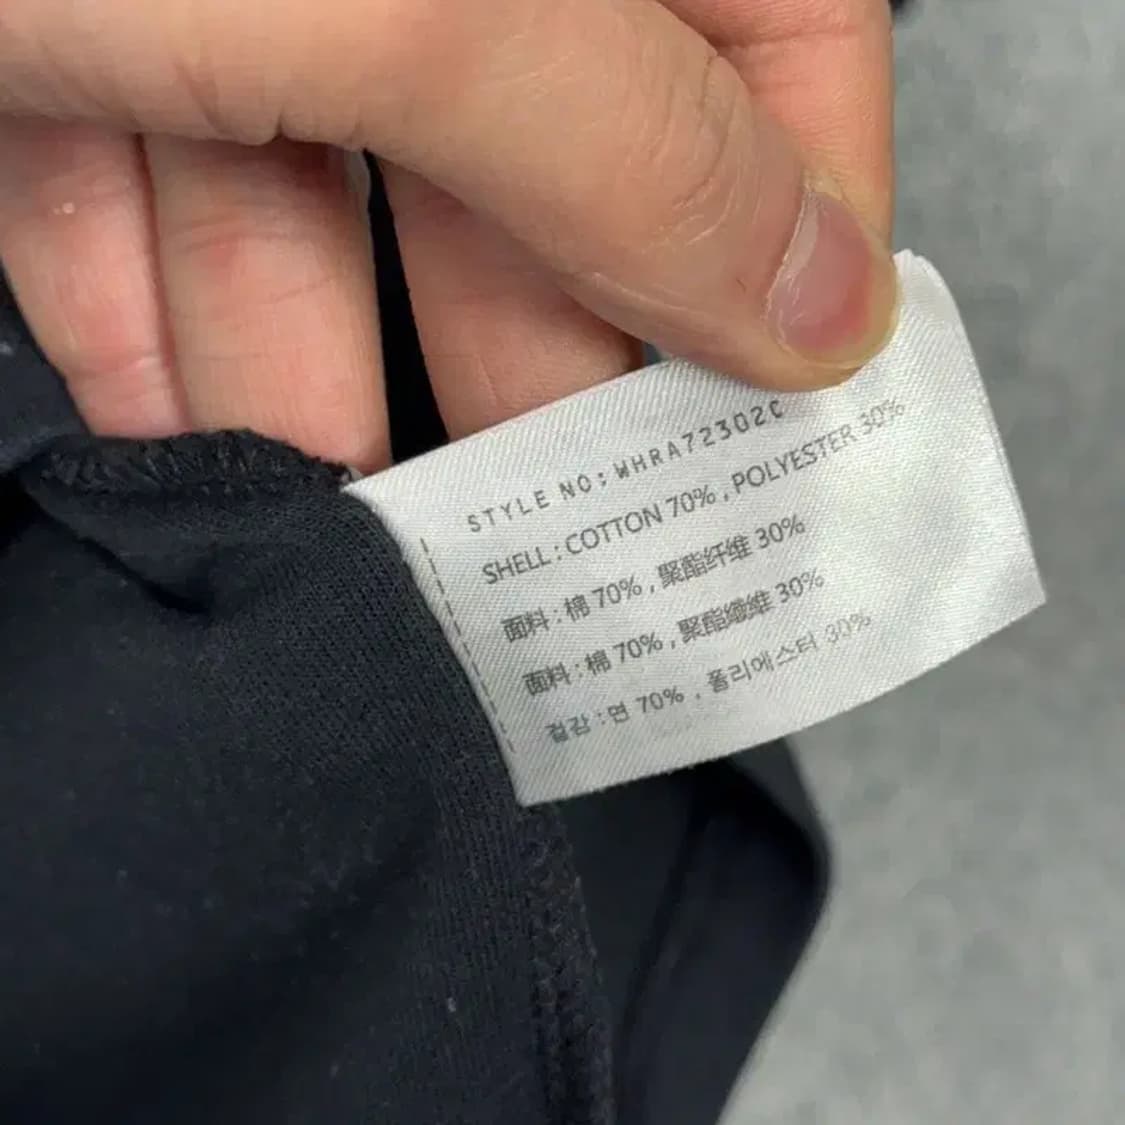 STYLE NO: WHRA72302C
SHELL : COTTON 70% , POLYESTER 30%
面料 : 棉 70% , 聚酯纤维 30%
面料 : 棉 70% , 聚酯纖維 30%
겉감 : 면 70% , 폴리에스터 30%